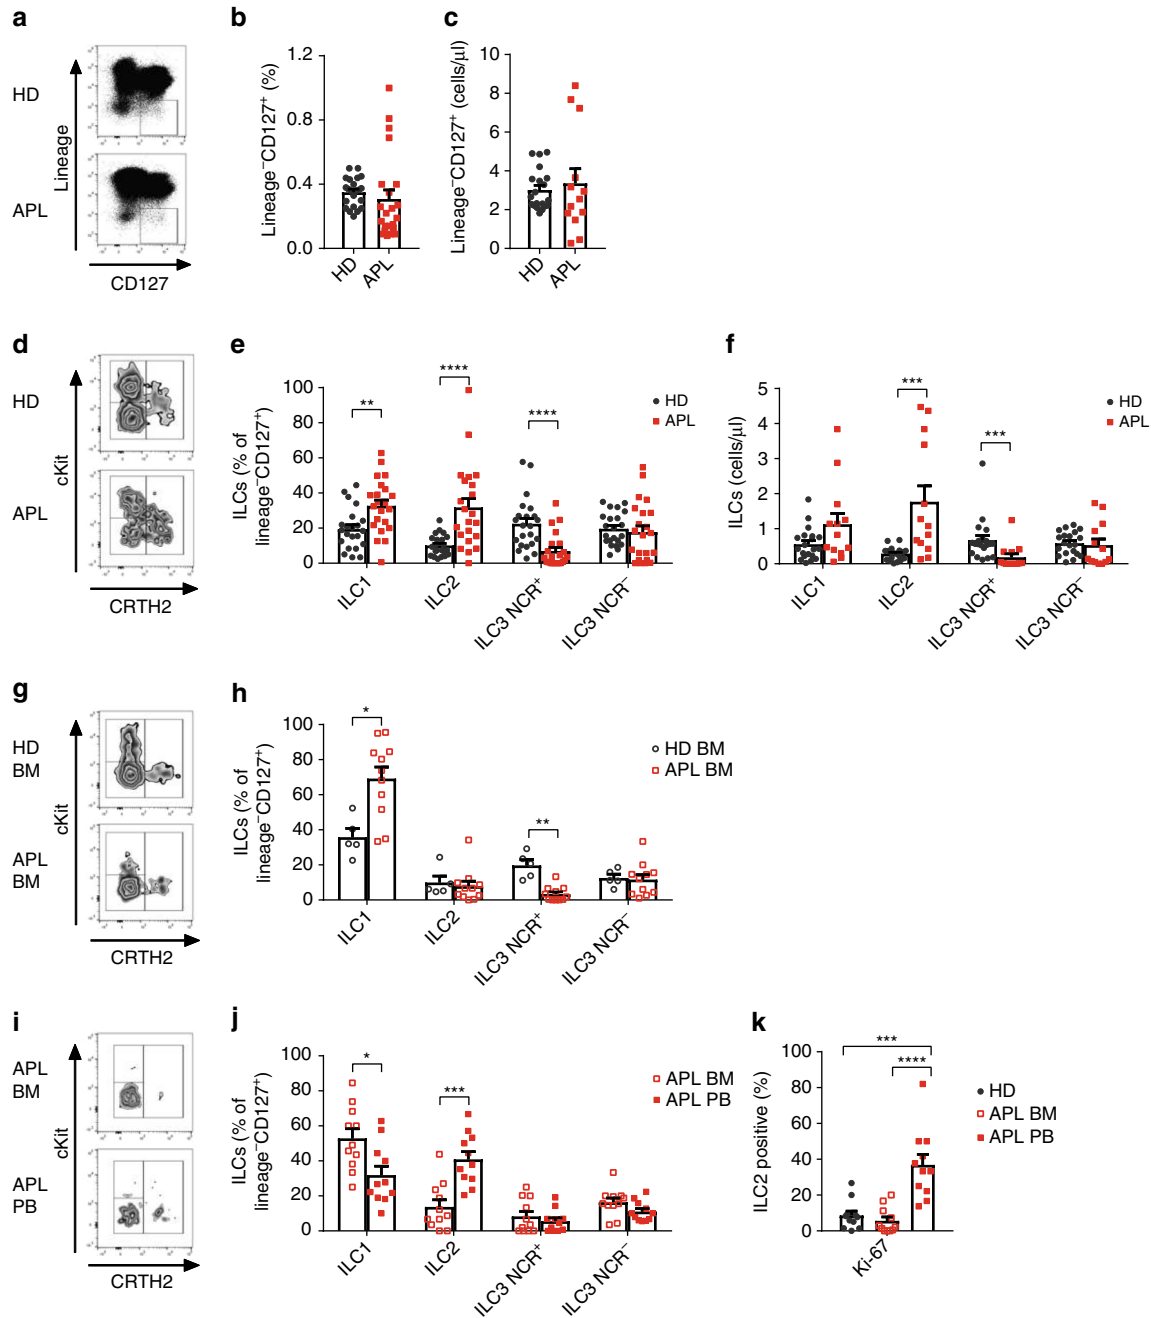 a
HD
APL
Lineage
CD127
b
Lineage⁻CD127⁺ (%)
1.2
0.8
0.4
0.0
HD
APL
c
Lineage⁻CD127⁺ (cells/μl)
10
8
6
4
2
0
HD
APL
d
HD
APL
cKit
CRTH2
e
ILCs (% of
lineage⁻CD127⁺)
100
80
60
40
20
0
**
****
****
HD
APL
ILC1
ILC2
ILC3 NCR⁺
ILC3 NCR⁻
f
ILCs (cells/μl)
5
4
3
2
1
0
***
***
HD
APL
ILC1
ILC2
ILC3 NCR⁺
ILC3 NCR⁻
g
HD
BM
APL
BM
cKit
CRTH2
h
ILCs (% of
lineage⁻CD127⁺)
100
80
60
40
20
0
*
**
HD BM
APL BM
ILC1
ILC2
ILC3 NCR⁺
ILC3 NCR⁻
i
APL
BM
APL
PB
cKit
CRTH2
j
ILCs (% of
lineage⁻CD127⁺)
100
80
60
40
20
0
*
***
APL BM
APL PB
ILC1
ILC2
ILC3 NCR⁺
ILC3 NCR⁻
k
ILC2 positive (%)
100
80
60
40
20
0
***
****
HD
APL BM
APL PB
Ki-67